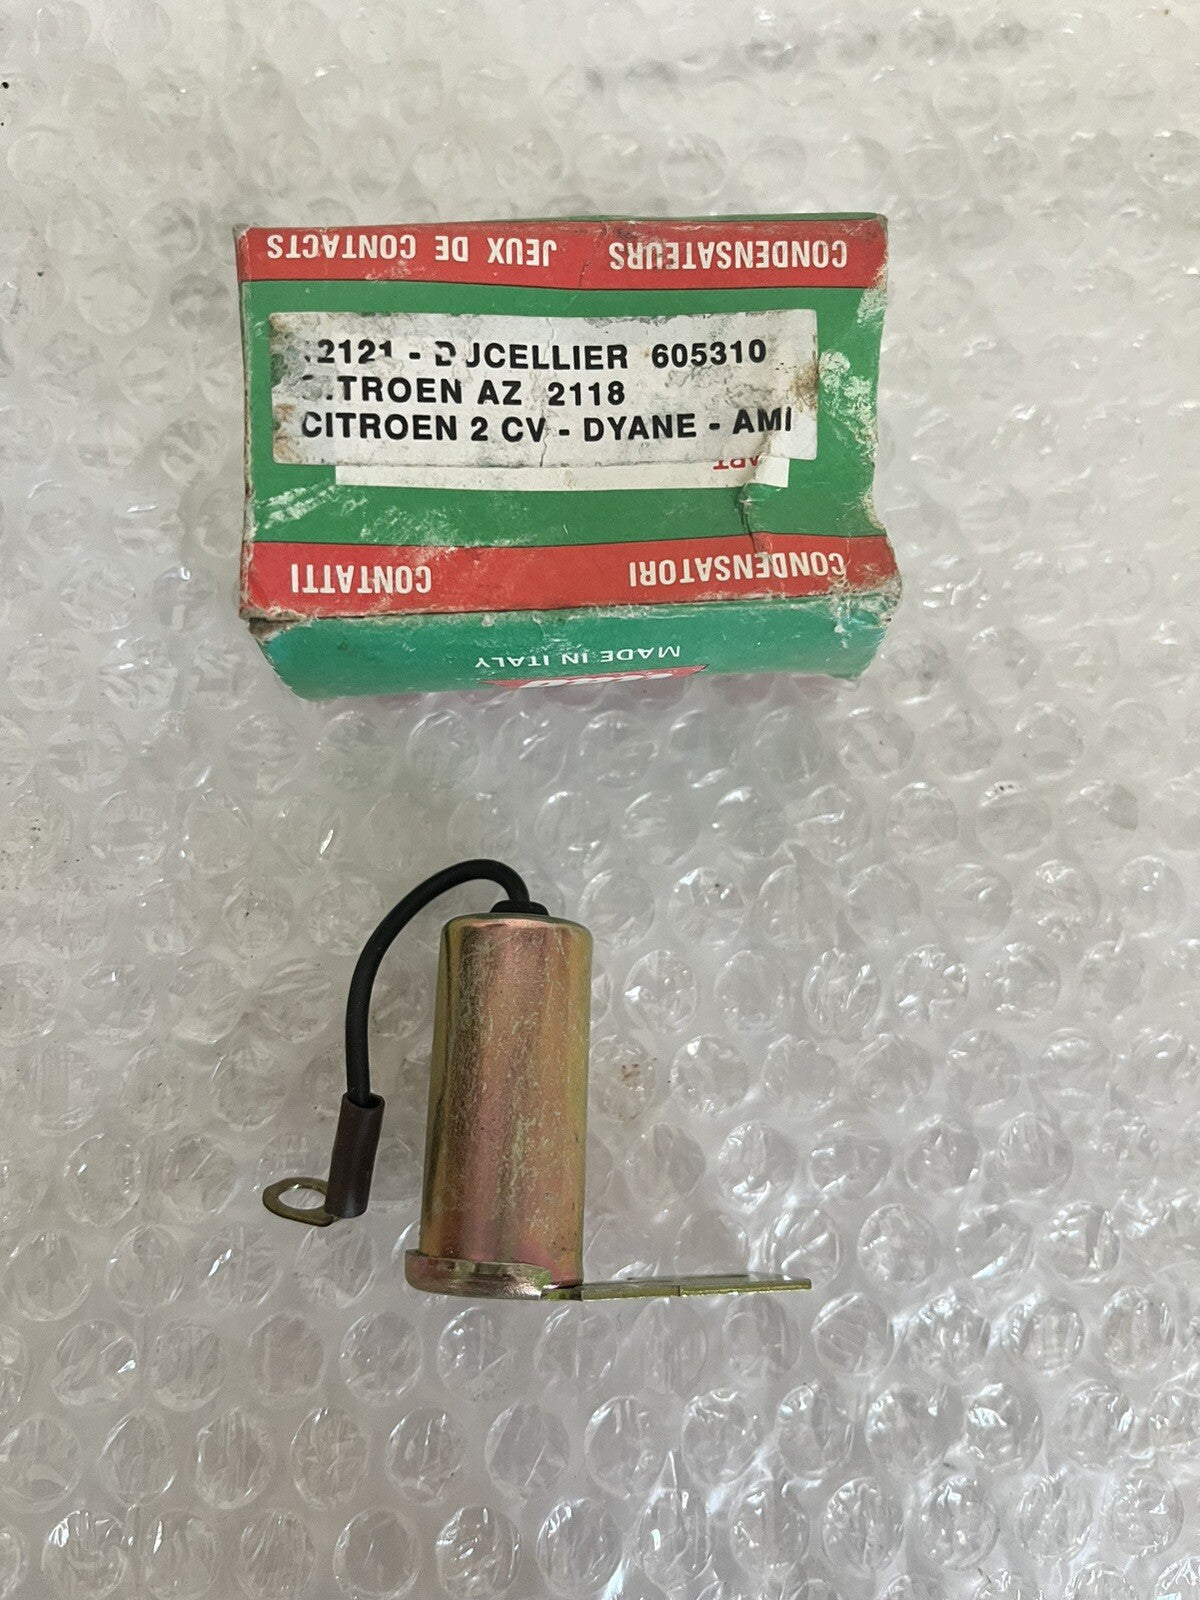 JEUX DE CONTACTS CONDENSATEURS
2121 - DUCELLIER 605310
CITROEN AZ 2118
CITROEN 2 CV - DYANE - AMI
CONTATTI CONDENSATORI
MADE IN ITALY